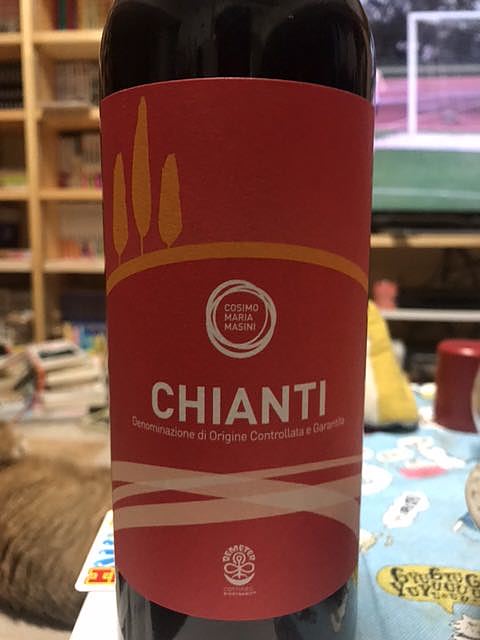 COSIMO
MARIA
MASINI
CHIANTI
Denominazione di Origine Controllata e Garantita
DEMETER